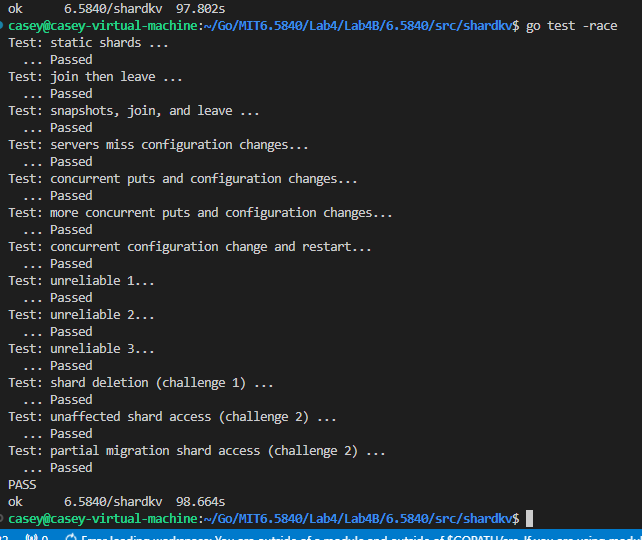 ok      6.5840/shardkv  97.802s
casey@casey-virtual-machine:~/Go/MIT6.5840/Lab4/Lab4B/6.5840/src/shardkv$ go test -race
Test: static shards ...
  ... Passed
Test: join then leave ...
  ... Passed
Test: snapshots, join, and leave ...
  ... Passed
Test: servers miss configuration changes...
  ... Passed
Test: concurrent puts and configuration changes...
  ... Passed
Test: more concurrent puts and configuration changes...
  ... Passed
Test: concurrent configuration change and restart...
  ... Passed
Test: unreliable 1...
  ... Passed
Test: unreliable 2...
  ... Passed
Test: unreliable 3...
  ... Passed
Test: shard deletion (challenge 1) ...
  ... Passed
Test: unaffected shard access (challenge 2) ...
  ... Passed
Test: partial migration shard access (challenge 2) ...
  ... Passed
PASS
ok      6.5840/shardkv  98.664s
casey@casey-virtual-machine:~/Go/MIT6.5840/Lab4/Lab4B/6.5840/src/shardkv$
0 Error loading workspace: You are outside of a module and outside of $GOPATH/src. If you are using